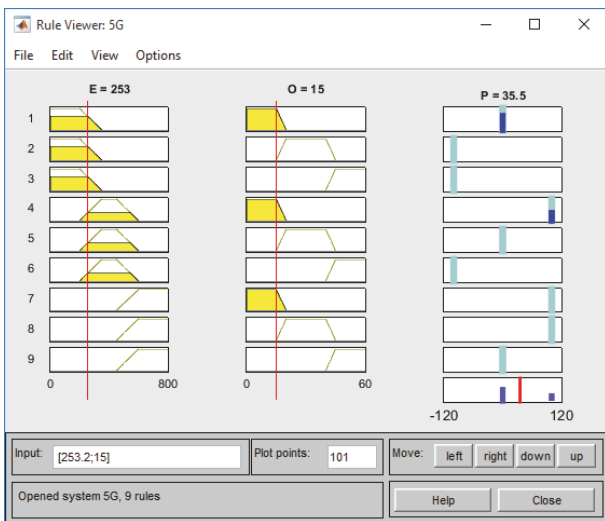 Rule Viewer: 5G
File Edit View Options
E = 253 O = 15 P = 35.5
1
2
3
4
5
6
7
8
9
0 800 0 60
-120 120
Input: [253.2;15] Plot points: 101 Move: left right down up
Opened system 5G, 9 rules Help Close